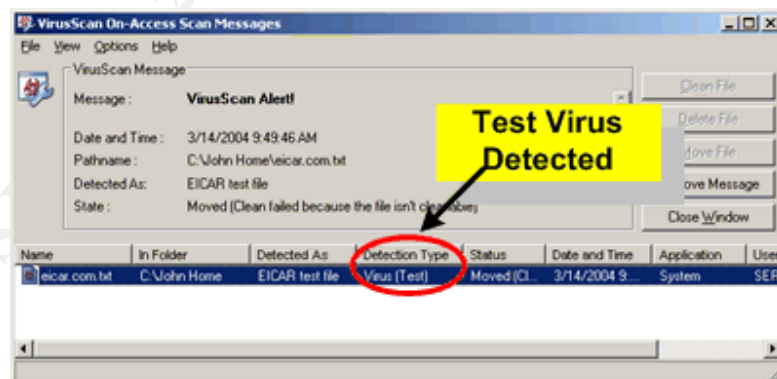 VirusScan On-Access Scan Messages
File View Options Help
VirusScan Message
Message : VirusScan Alert!
Date and Time : 3/14/2004 9:49:46 AM
Pathname : C:\John Home\eicar.com.txt
Detected As: EICAR test file
State : Moved (Clean failed because the file isn't cleanable)
Clean File
Delete File
Move File
ove Message
Close Window
Test Virus
Detected
Name In Folder Detected As Detection Type Status Date and Time Application User
eicar.com.txt C:\John Home EICAR test file Virus (Test) Moved (Cl... 3/14/2004 9:... System SER